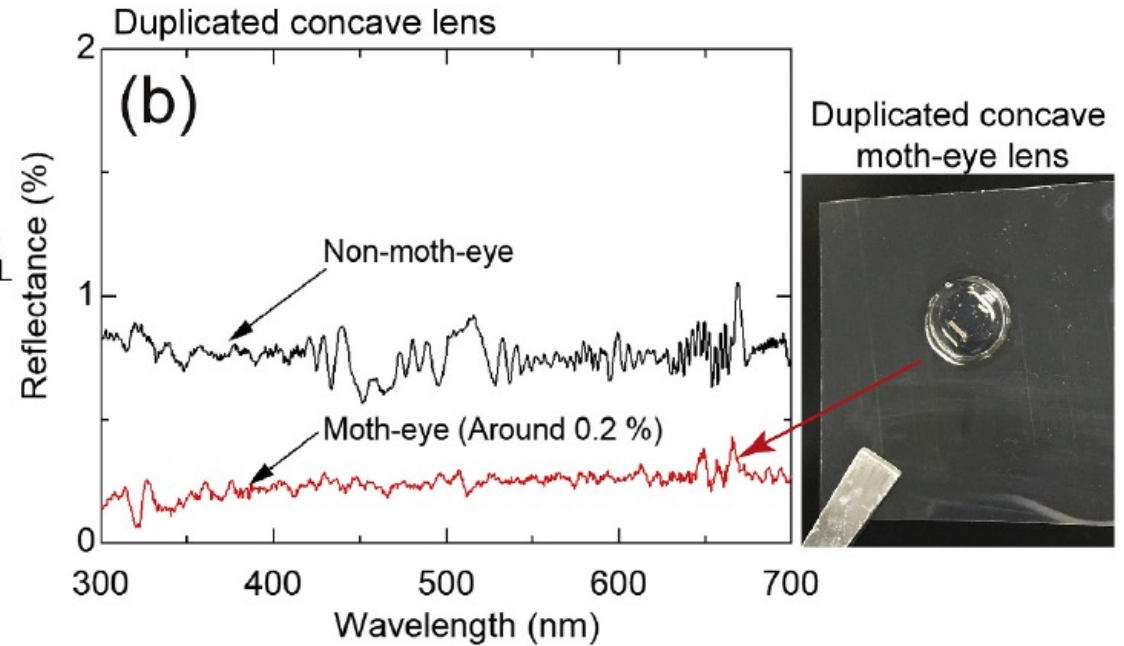 Duplicated concave lens
(b)
2
1
0
Reflectance (%)
Non-moth-eye
Moth-eye (Around 0.2 %)
300 400 500 600 700
Wavelength (nm)
Duplicated concave
moth-eye lens